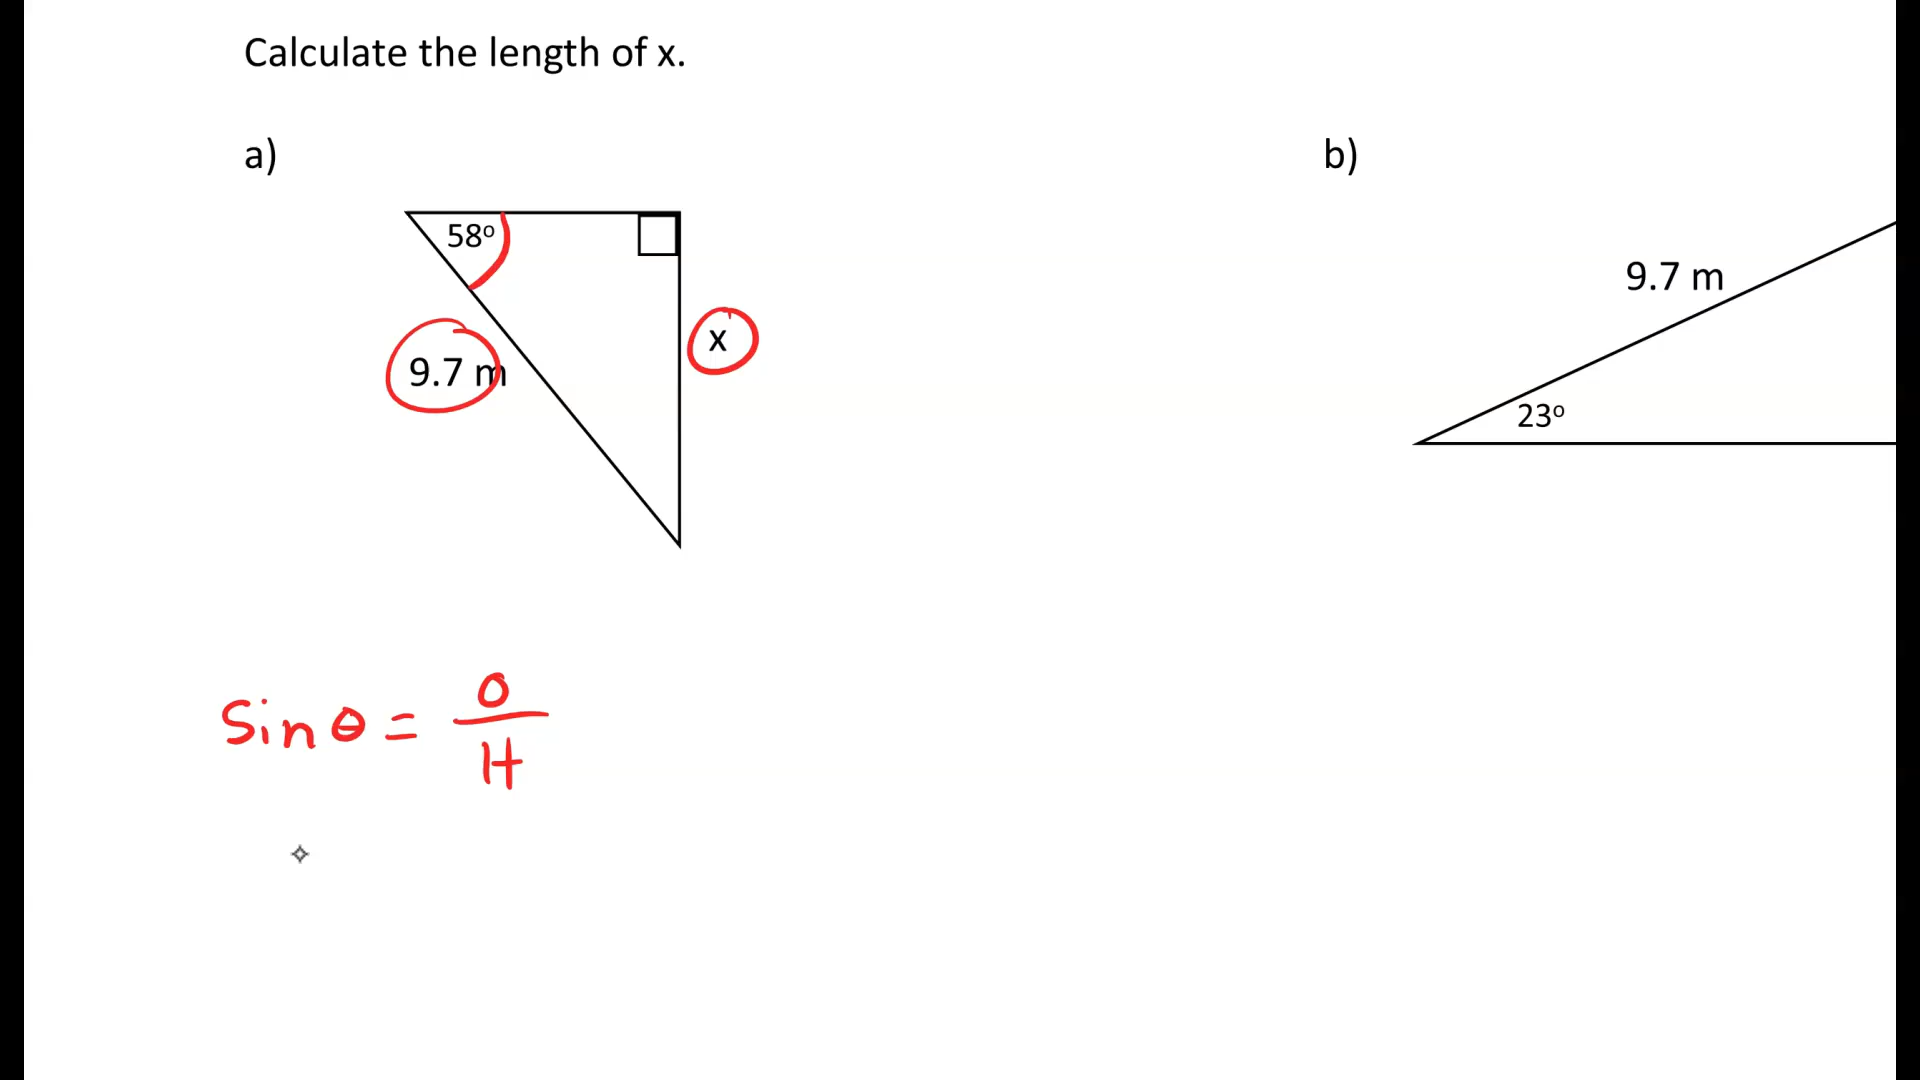 Calculate the length of x.
a)
58°
9.7 m
x
b)
9.7 m
23°
Sin θ = O
H